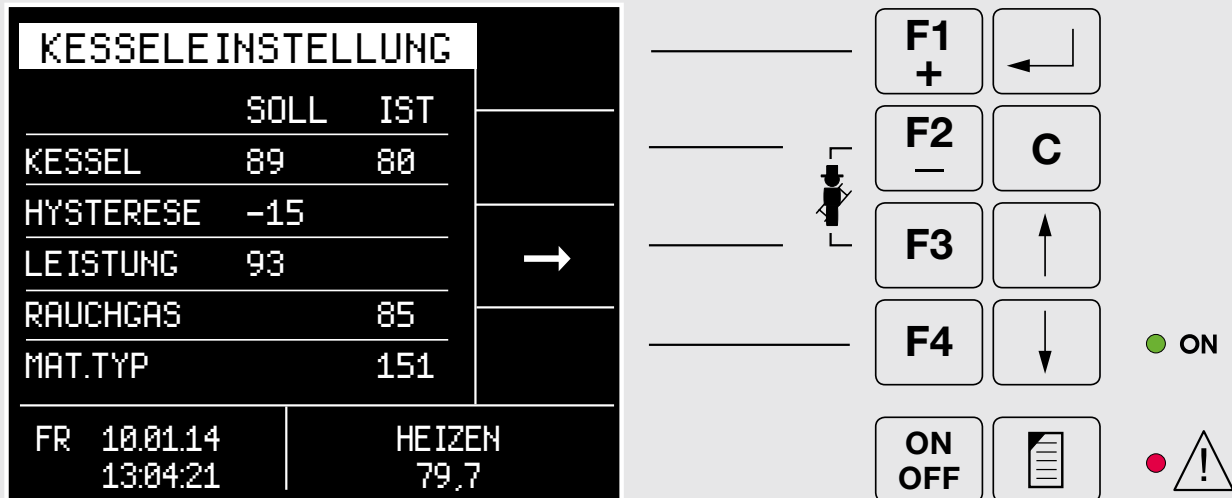 KESSELEINSTELLUNG
SOLL IST
KESSEL 89 80
HYSTERESE -15
LEISTUNG 93
RAUCHGAS 85
MAT.TYP 151
FR 10.01.14
13:04:21
HEIZEN
79,7
F1
+
F2
—
C
F3
F4
ON
ON
OFF
!